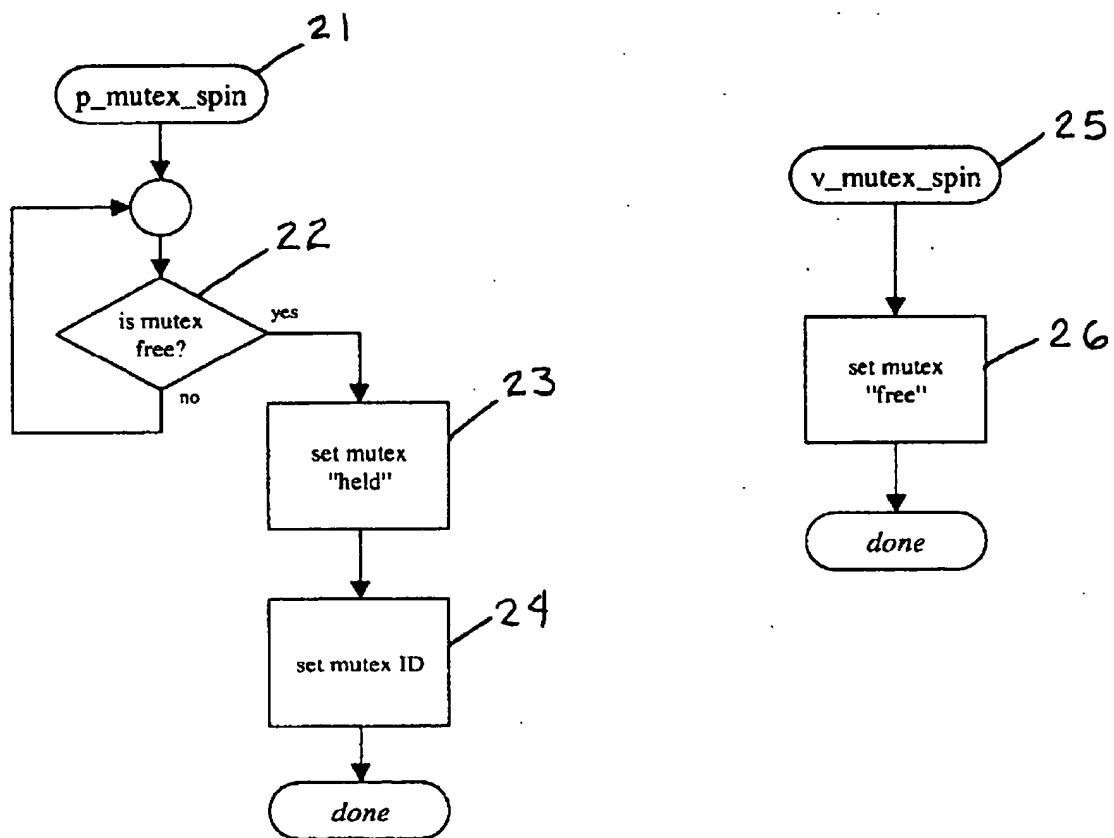 21
p_mutex_spin
22
is mutex
free?
yes
no
23
set mutex
"held"
24
set mutex ID
done
25
v_mutex_spin
26
set mutex
"free"
done